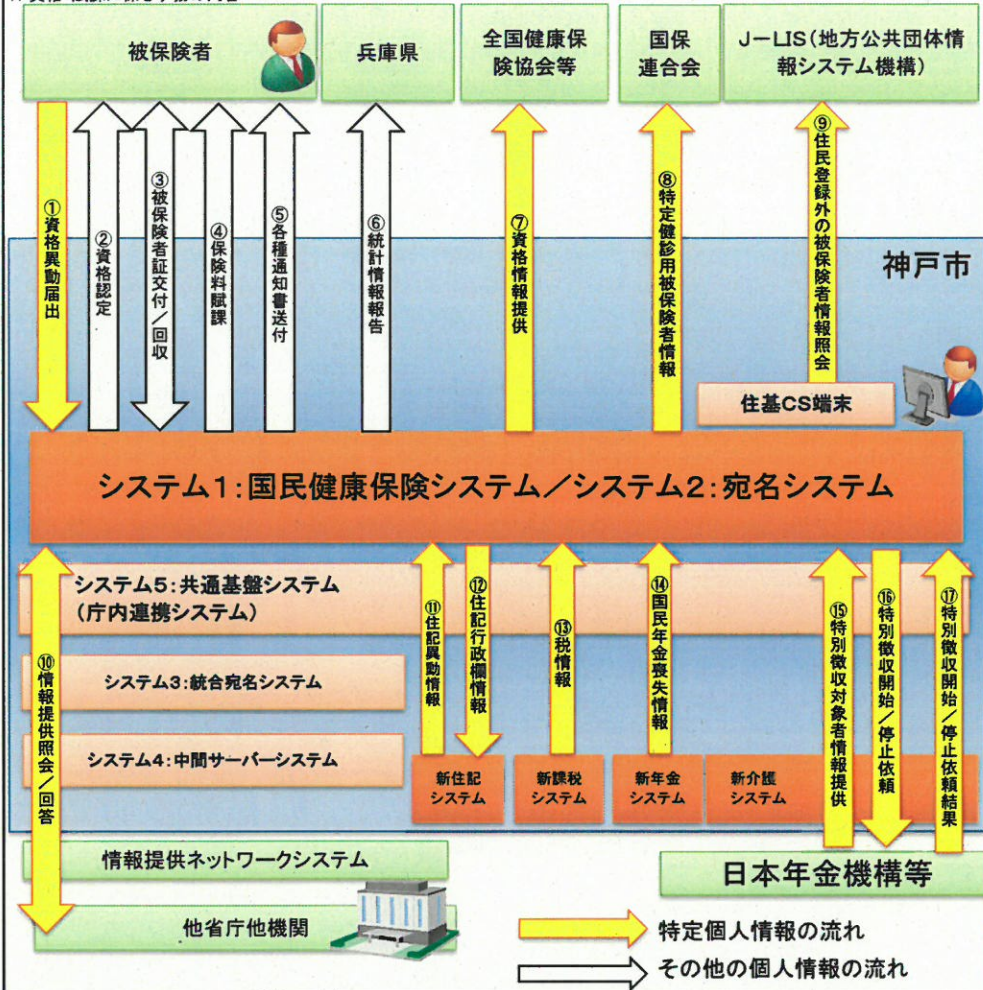 被保険者
兵庫県
全国健康保
険協会等
国保
連合会
J－LIS(地方公共団体情
報システム機構)
①資格異動届出
②資格認定
③被保険者証交付／回収
④保険料賦課
⑤各種通知書送付
⑥統計情報報告
⑦資格情報提供
⑧特定健診用被保険者情報
⑨住民登録外の被保険者情報照会
神戸市
住基CS端末
システム1：国民健康保険システム／システム2：宛名システム
システム5：共通基盤システム
(庁内連携システム)
システム3：統合宛名システム
システム4：中間サーバーシステム
⑩情報提供照会／回答
⑪住記異動情報
⑫住記行政欄情報
⑬税情報
⑭国民年金喪失情報
⑮特別徴収対象者情報提供
⑯特別徴収開始／停止依頼
⑰特別徴収開始／停止依頼結果
新住記
システム
新課税
システム
新年金
システム
新介護
システム
情報提供ネットワークシステム
他省庁他機関
日本年金機構等
特定個人情報の流れ
その他の個人情報の流れ